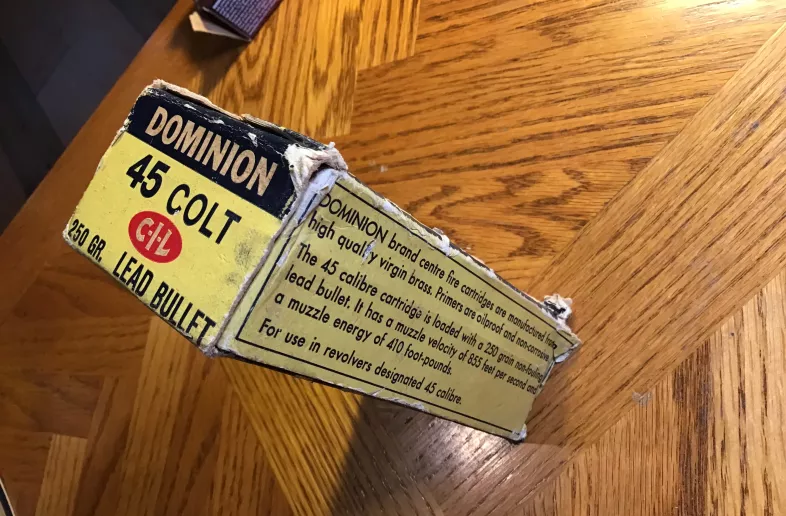 DOMINION
45 COLT
C-I-L
250 GR.
LEAD BULLET
DOMINION brand centre fire cartridges are manufactured from
high quality virgin brass. Primers are oilproof and non-corrosive.
The 45 calibre cartridge is loaded with a 250 grain non-fouling
lead bullet. It has a muzzle velocity of 855 feet per second and
a muzzle energy of 410 foot-pounds.
For use in revolvers designated 45 calibre.